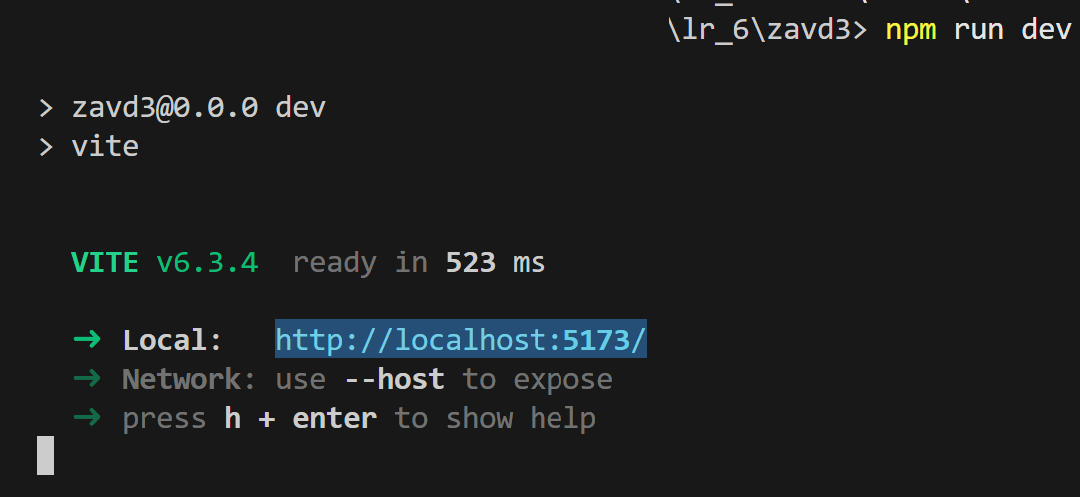 \lr_6\zavd3> npm run dev
> zavd3@0.0.0 dev
> vite
VITE v6.3.4 ready in 523 ms
➜ Local: http://localhost:5173/
➜ Network: use --host to expose
➜ press h + enter to show help